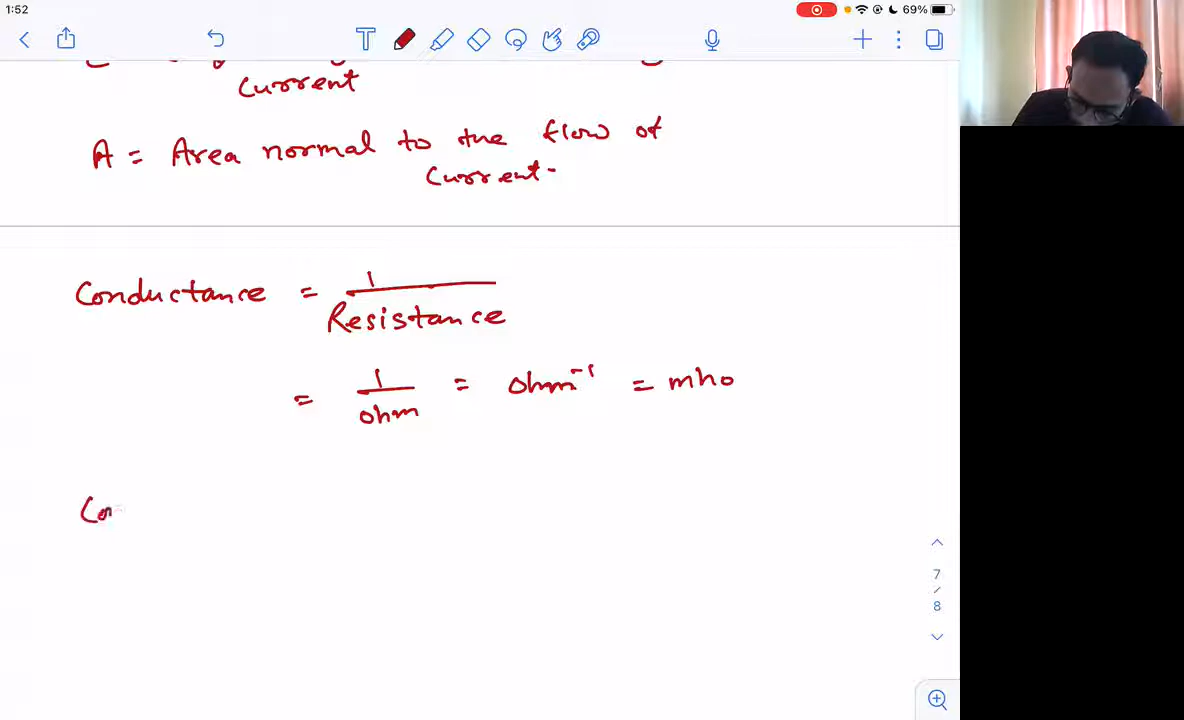 1:52
69%
T
current
A = Area normal to the flow of
current.
Conductance = 1 / Resistance
= 1 / ohm = ohm⁻¹ = mho
Con
7
/
8